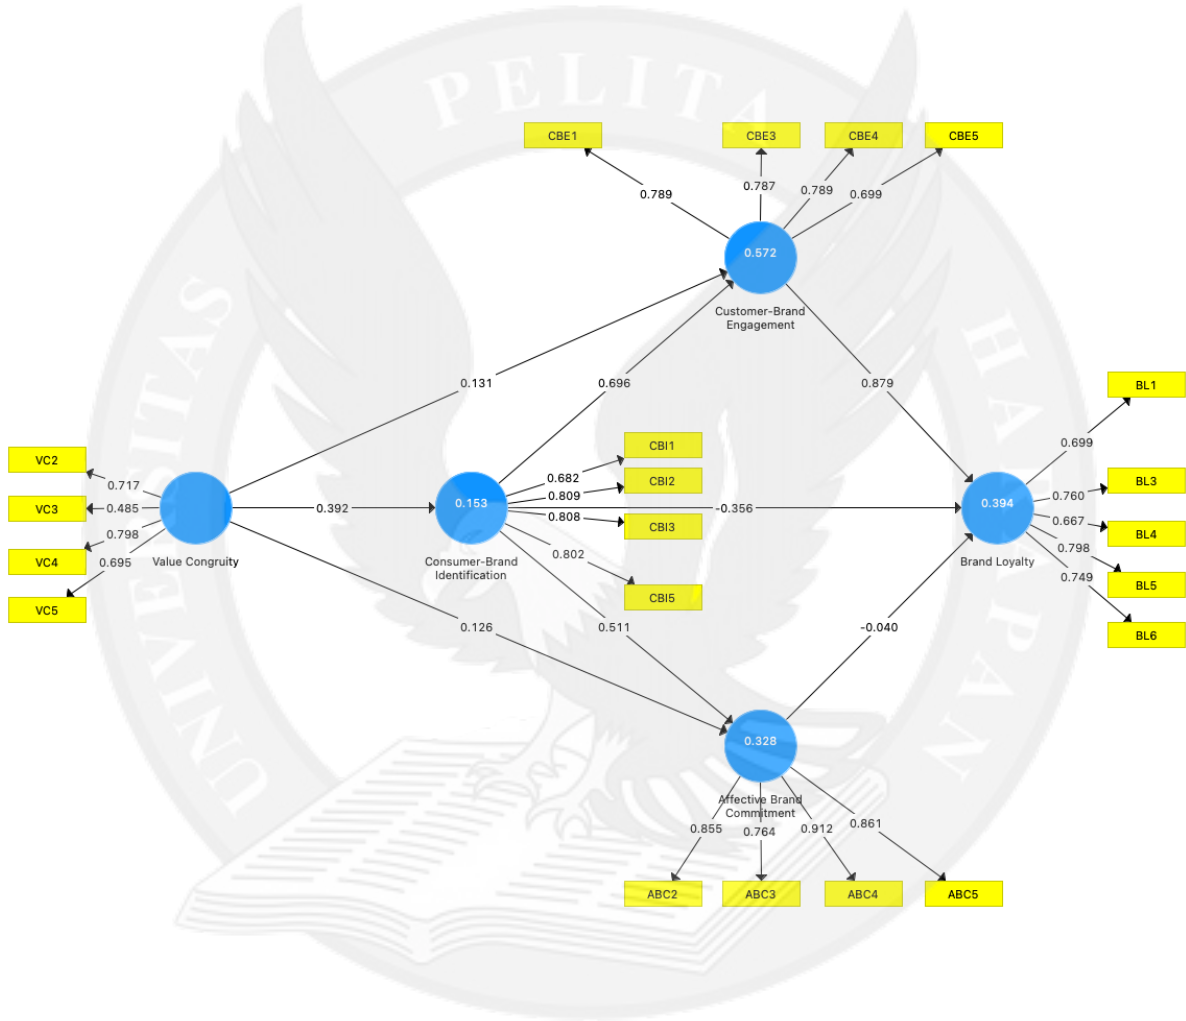 PELITA
UNIVERSITAS
HARAPAN
CBE1
CBE3
CBE4
CBE5
0.789
0.787
0.789
0.699
0.572
Customer-Brand
Engagement
0.131
0.696
0.879
BL1
VC2
CBI1
0.699
0.717
0.682
CBI2
0.760
BL3
VC3
0.485
0.392
0.153
0.809
-0.356
0.394
0.667
0.798
0.808
CBI3
BL4
VC4
0.695
Value Congruity
Consumer-Brand
Identification
0.802
Brand Loyalty
0.798
0.749
BL5
VC5
CBI5
BL6
0.126
0.511
-0.040
0.328
Affective Brand
Commitment
0.855
0.764
0.912
0.861
ABC2
ABC3
ABC4
ABC5